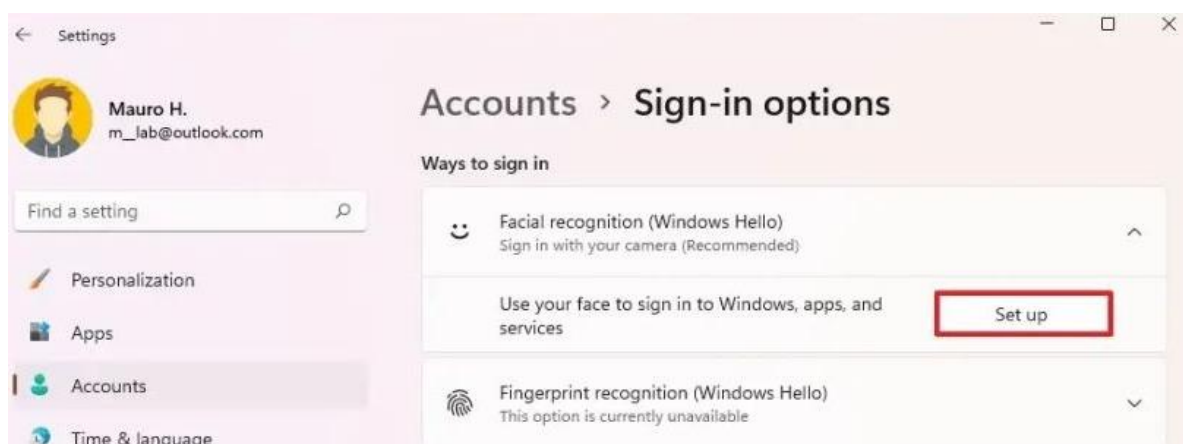 Settings
Mauro H.
m__lab@outlook.com
Find a setting
Personalization
Apps
Accounts
Time & language
Accounts > Sign-in options
Ways to sign in
Facial recognition (Windows Hello)
Sign in with your camera (Recommended)
Use your face to sign in to Windows, apps, and
services
Set up
Fingerprint recognition (Windows Hello)
This option is currently unavailable